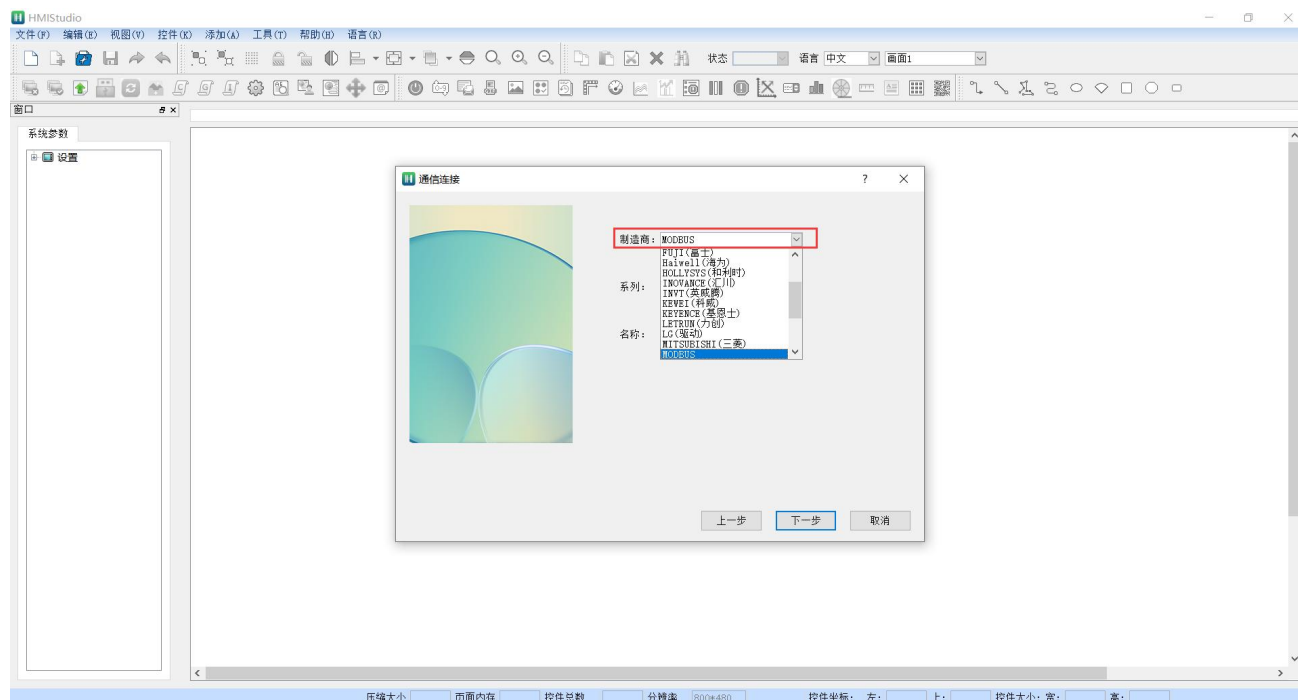 HMIStudio
文件(F) 编辑(E) 视图(V) 控件(K) 添加(A) 工具(T) 帮助(H) 语言(R)
状态 语言 中文 画面1
窗口
系统参数
设置
通信连接
制造商: MODBUS
FUJI(富士)
Haiwell(海为)
HOLLYSYS(和利时)
INOVANCE(汇川)
系列:
INVT(英威腾)
KEWEI(科威)
KEYENCE(基恩士)
LETRUN(力创)
名称:
LG(驱动)
MITSUBISHI(三菱)
MODBUS
上一步 下一步 取消
压缩大小 页面内存 控件总数 分辨率 800*480 控件坐标: 左: 上: 控件大小: 宽: 高: